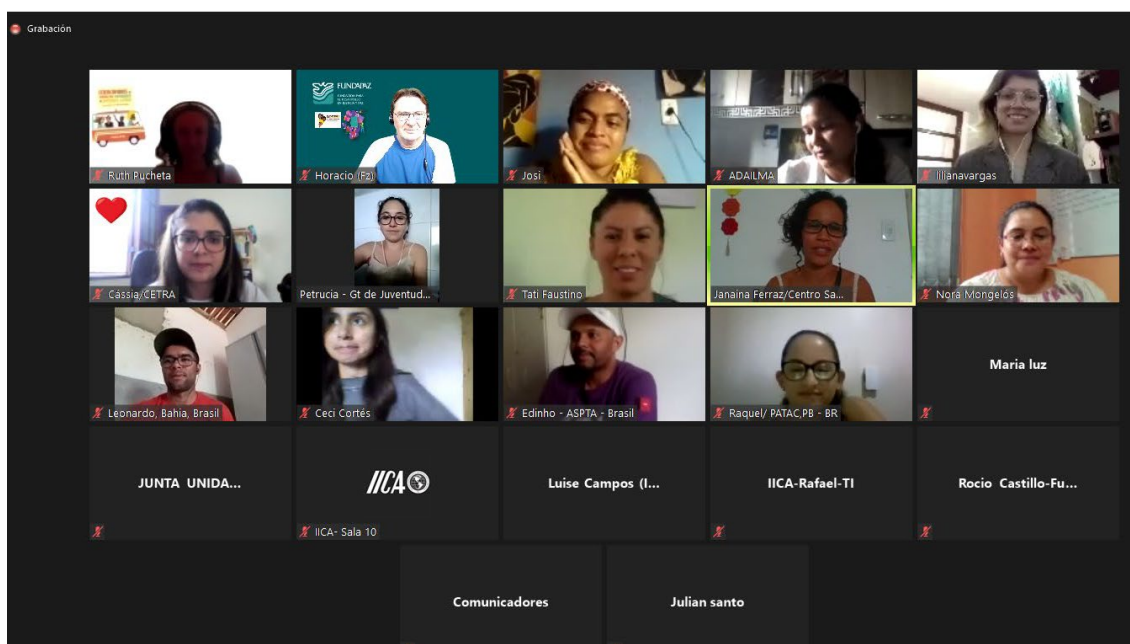 Grabación
FUNDAPAZ
Ruth Pucheta
Horacio (Fz)
Josi
ADAILMA
lilianavargas
Cássia/CETRA
Petrucia - Gt de Juventud...
Tati Faustino
Janaina Ferraz/Centro Sa...
Nora Mongelós
Leonardo, Bahia, Brasil
Ceci Cortés
Edinho - ASPTA - Brasil
Raquel/ PATAC,PB - BR
Maria luz
JUNTA UNIDA...
IICA
IICA- Sala 10
Luise Campos (I...
IICA-Rafael-TI
Rocio Castillo-Fu...
Comunicadores
Julian santo